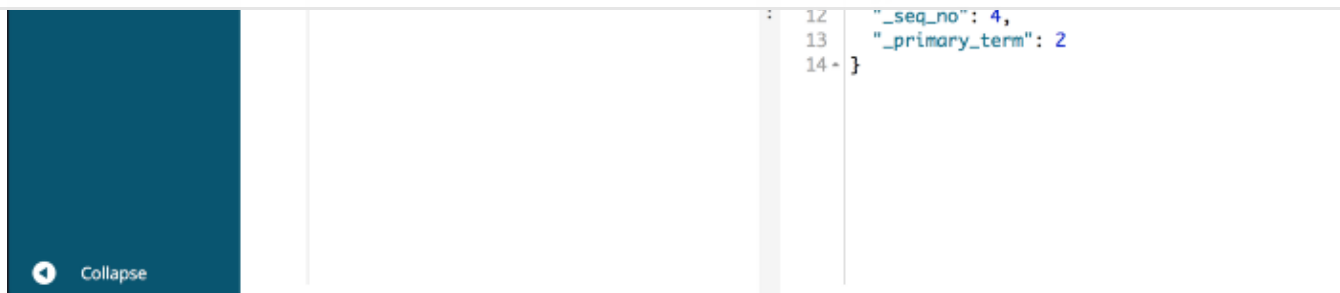 12 "_seq_no": 4,
13 "_primary_term": 2
14 }
Collapse